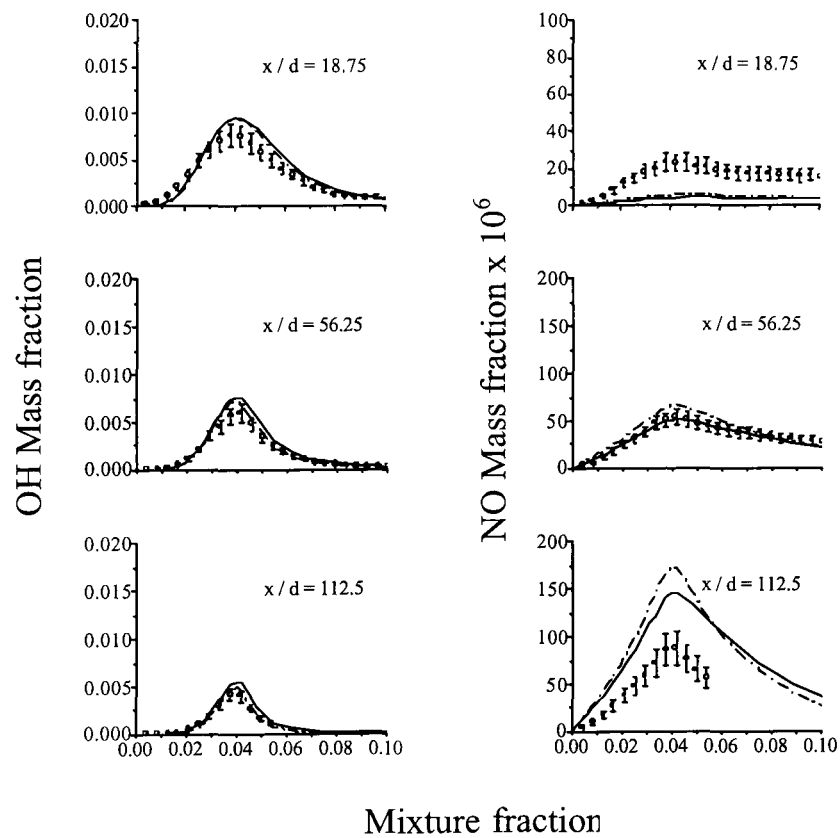 OH Mass fraction
0.020
0.015
0.010
0.005
0.000
x / d = 18.75
0.020
0.015
0.010
0.005
0.000
x / d = 56.25
0.020
0.015
0.010
0.005
0.000
x / d = 112.5
0.00 0.02 0.04 0.06 0.08 0.10
NO Mass fraction x 10^6
100
80
60
40
20
0
x / d = 18.75
200
150
100
50
0
x / d = 56.25
200
150
100
50
0
x / d = 112.5
0.00 0.02 0.04 0.06 0.08 0.10
Mixture fraction